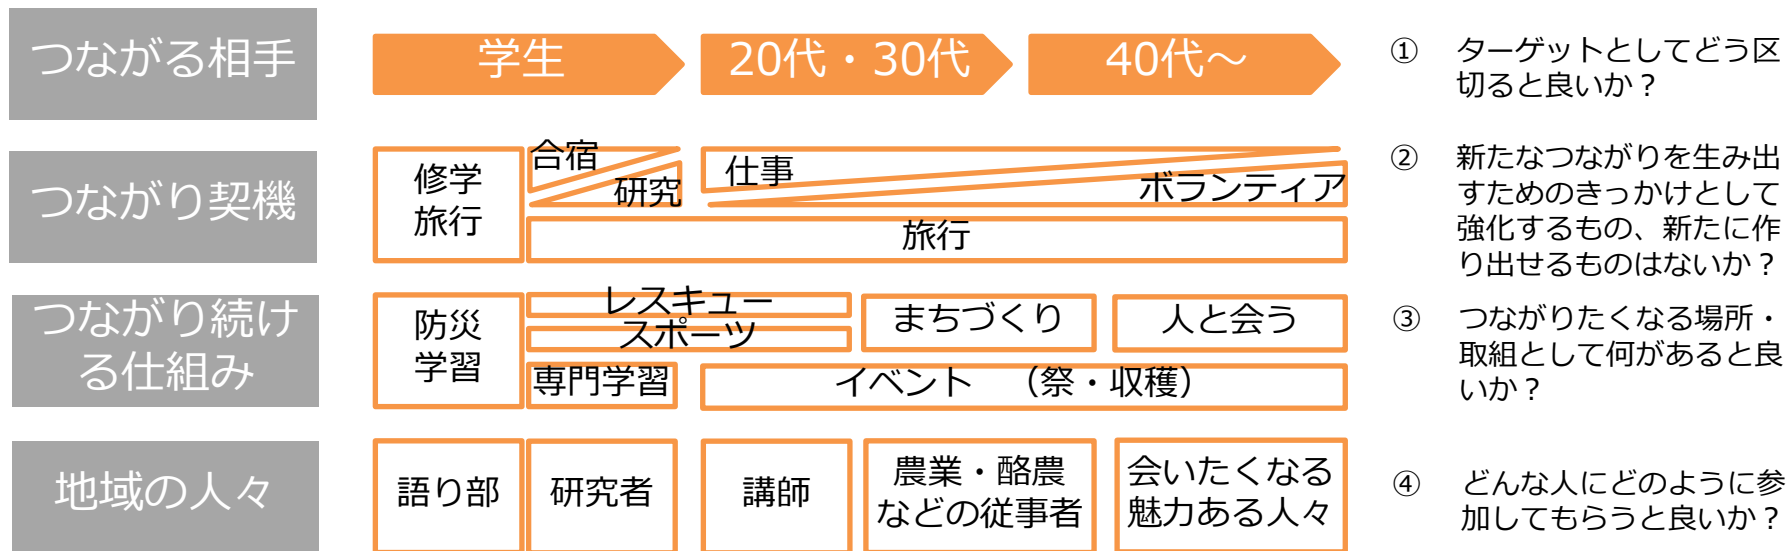 つながる相手
学生
20代・30代
40代～
① ターゲットとしてどう区
切ると良いか？
つながり契機
修学
旅行
合宿
研究
仕事
ボランティア
旅行
② 新たなつながりを生み出
すためのきっかけとして
強化するもの、新たに作
り出せるものはないか？
つながり続け
る仕組み
防災
学習
レスキュー
スポーツ
専門学習
まちづくり
人と会う
イベント　（祭・収穫）
③ つながりたくなる場所・
取組として何があると良
いか？
地域の人々
語り部
研究者
講師
農業・酪農
などの従事者
会いたくなる
魅力ある人々
④ どんな人にどのように参
加してもらうと良いか？